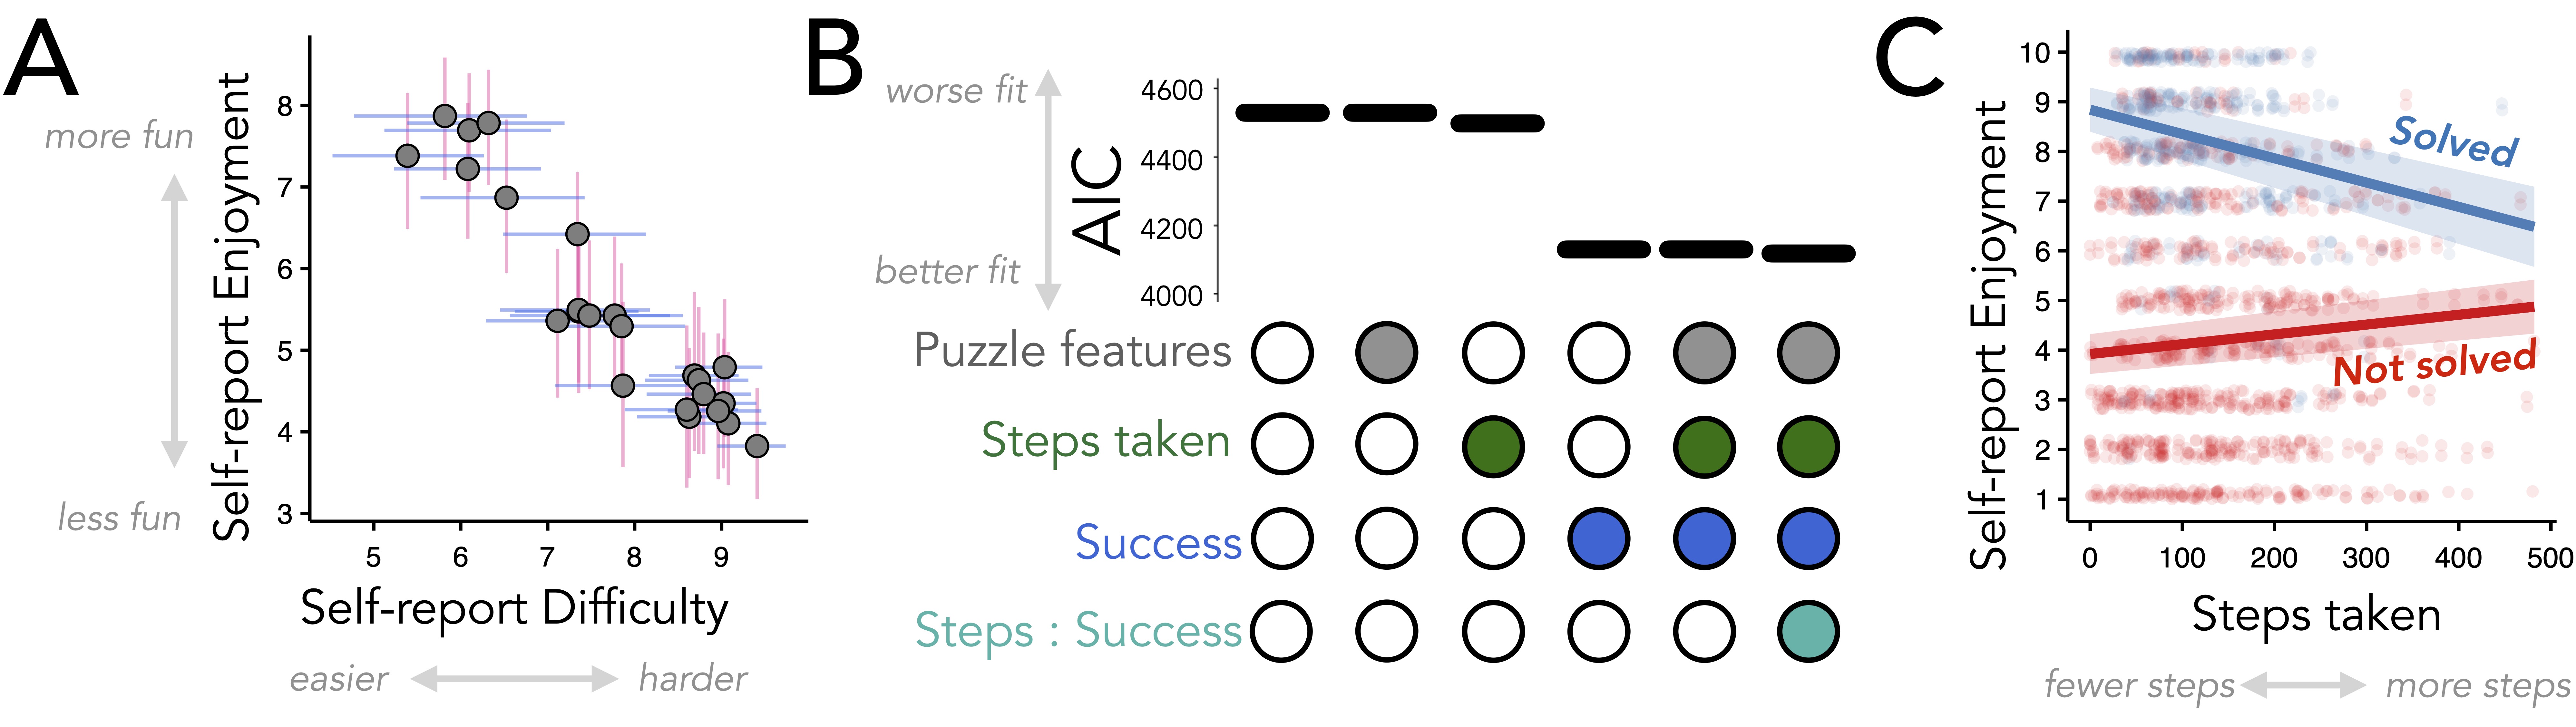 A
more fun
less fun
Self-report Enjoyment
8
7
6
5
4
3
5 6 7 8 9
Self-report Difficulty
easier harder
B
worse fit
better fit
AIC
4600
4400
4200
4000
Puzzle features
Steps taken
Success
Steps : Success
C
Self-report Enjoyment
10
9
8
7
6
5
4
3
2
1
Solved
Not solved
0 100 200 300 400 500
Steps taken
fewer steps more steps